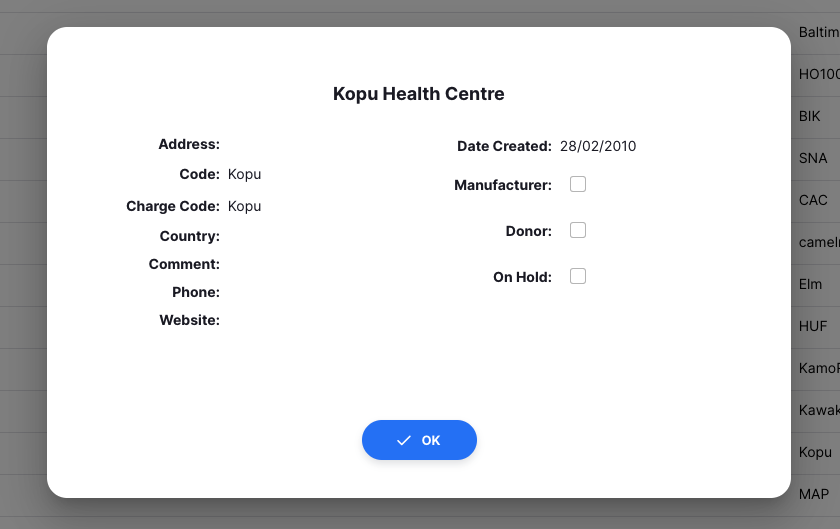 Kopu Health Centre
Address:
Code: Kopu
Charge Code: Kopu
Country:
Comment:
Phone:
Website:
Date Created: 28/02/2010
Manufacturer:
Donor:
On Hold:
OK
Baltim
HO100
BIK
SNA
CAC
camelr
Elm
HUF
KamoF
Kawak
Kopu
MAP